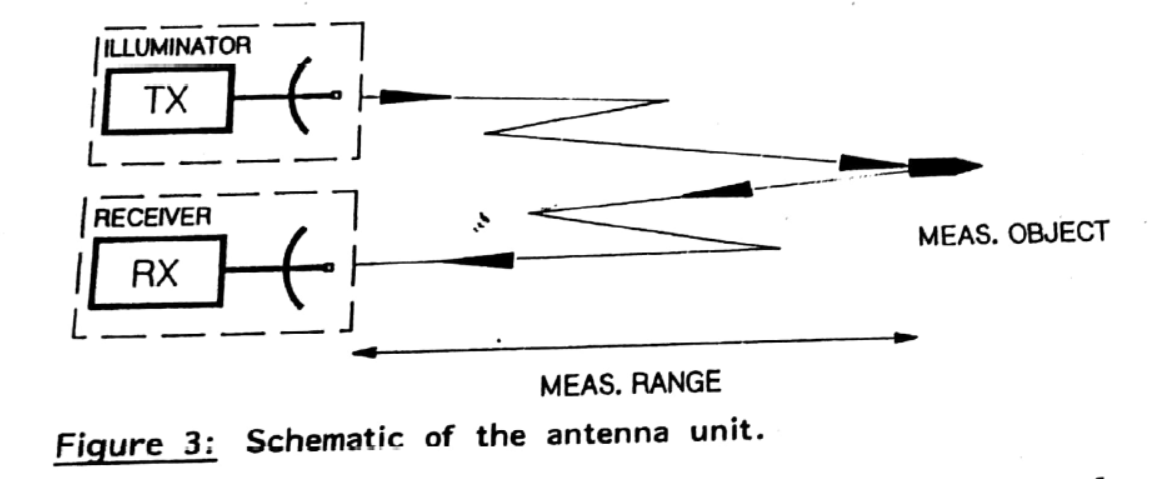 ILLUMINATOR
TX
RECEIVER
RX
MEAS. OBJECT
MEAS. RANGE
Figure 3: Schematic of the antenna unit.